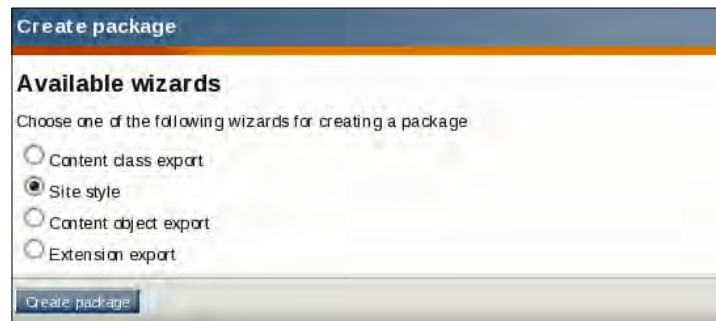 Create package
Available wizards
Choose one of the following wizards for creating a package
Content class export
Site style
Content object export
Extension export
Create package